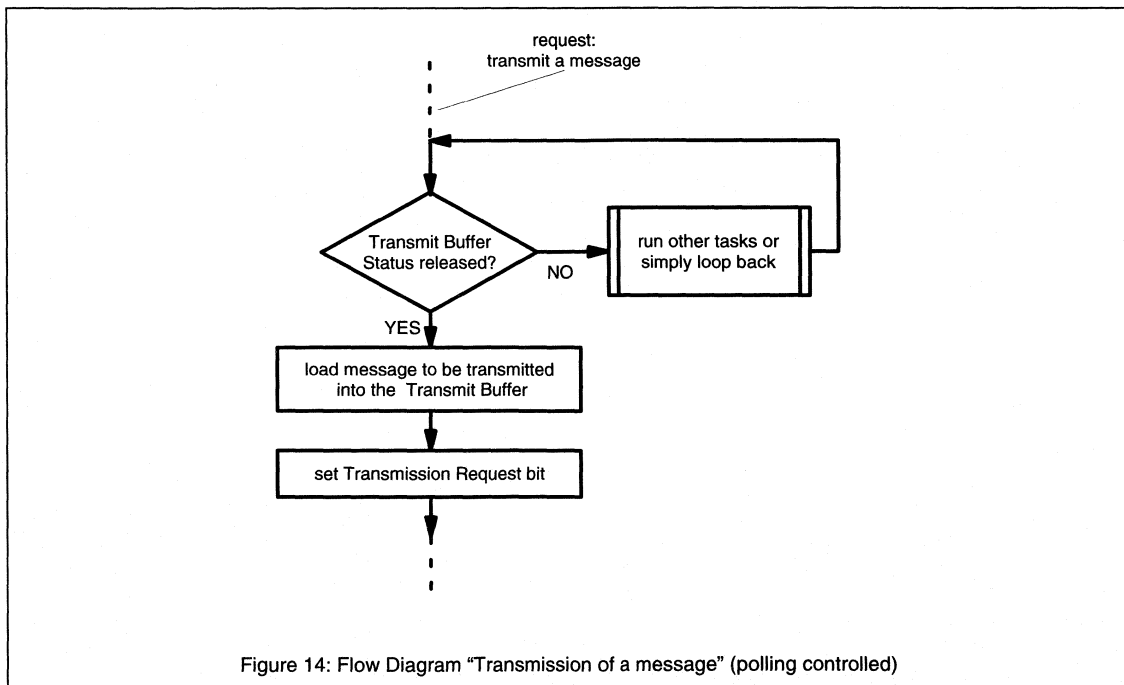 request:
transmit a message
Transmit Buffer
Status released?
NO
run other tasks or
simply loop back
YES
load message to be transmitted
into the Transmit Buffer
set Transmission Request bit
Figure 14: Flow Diagram “Transmission of a message” (polling controlled)